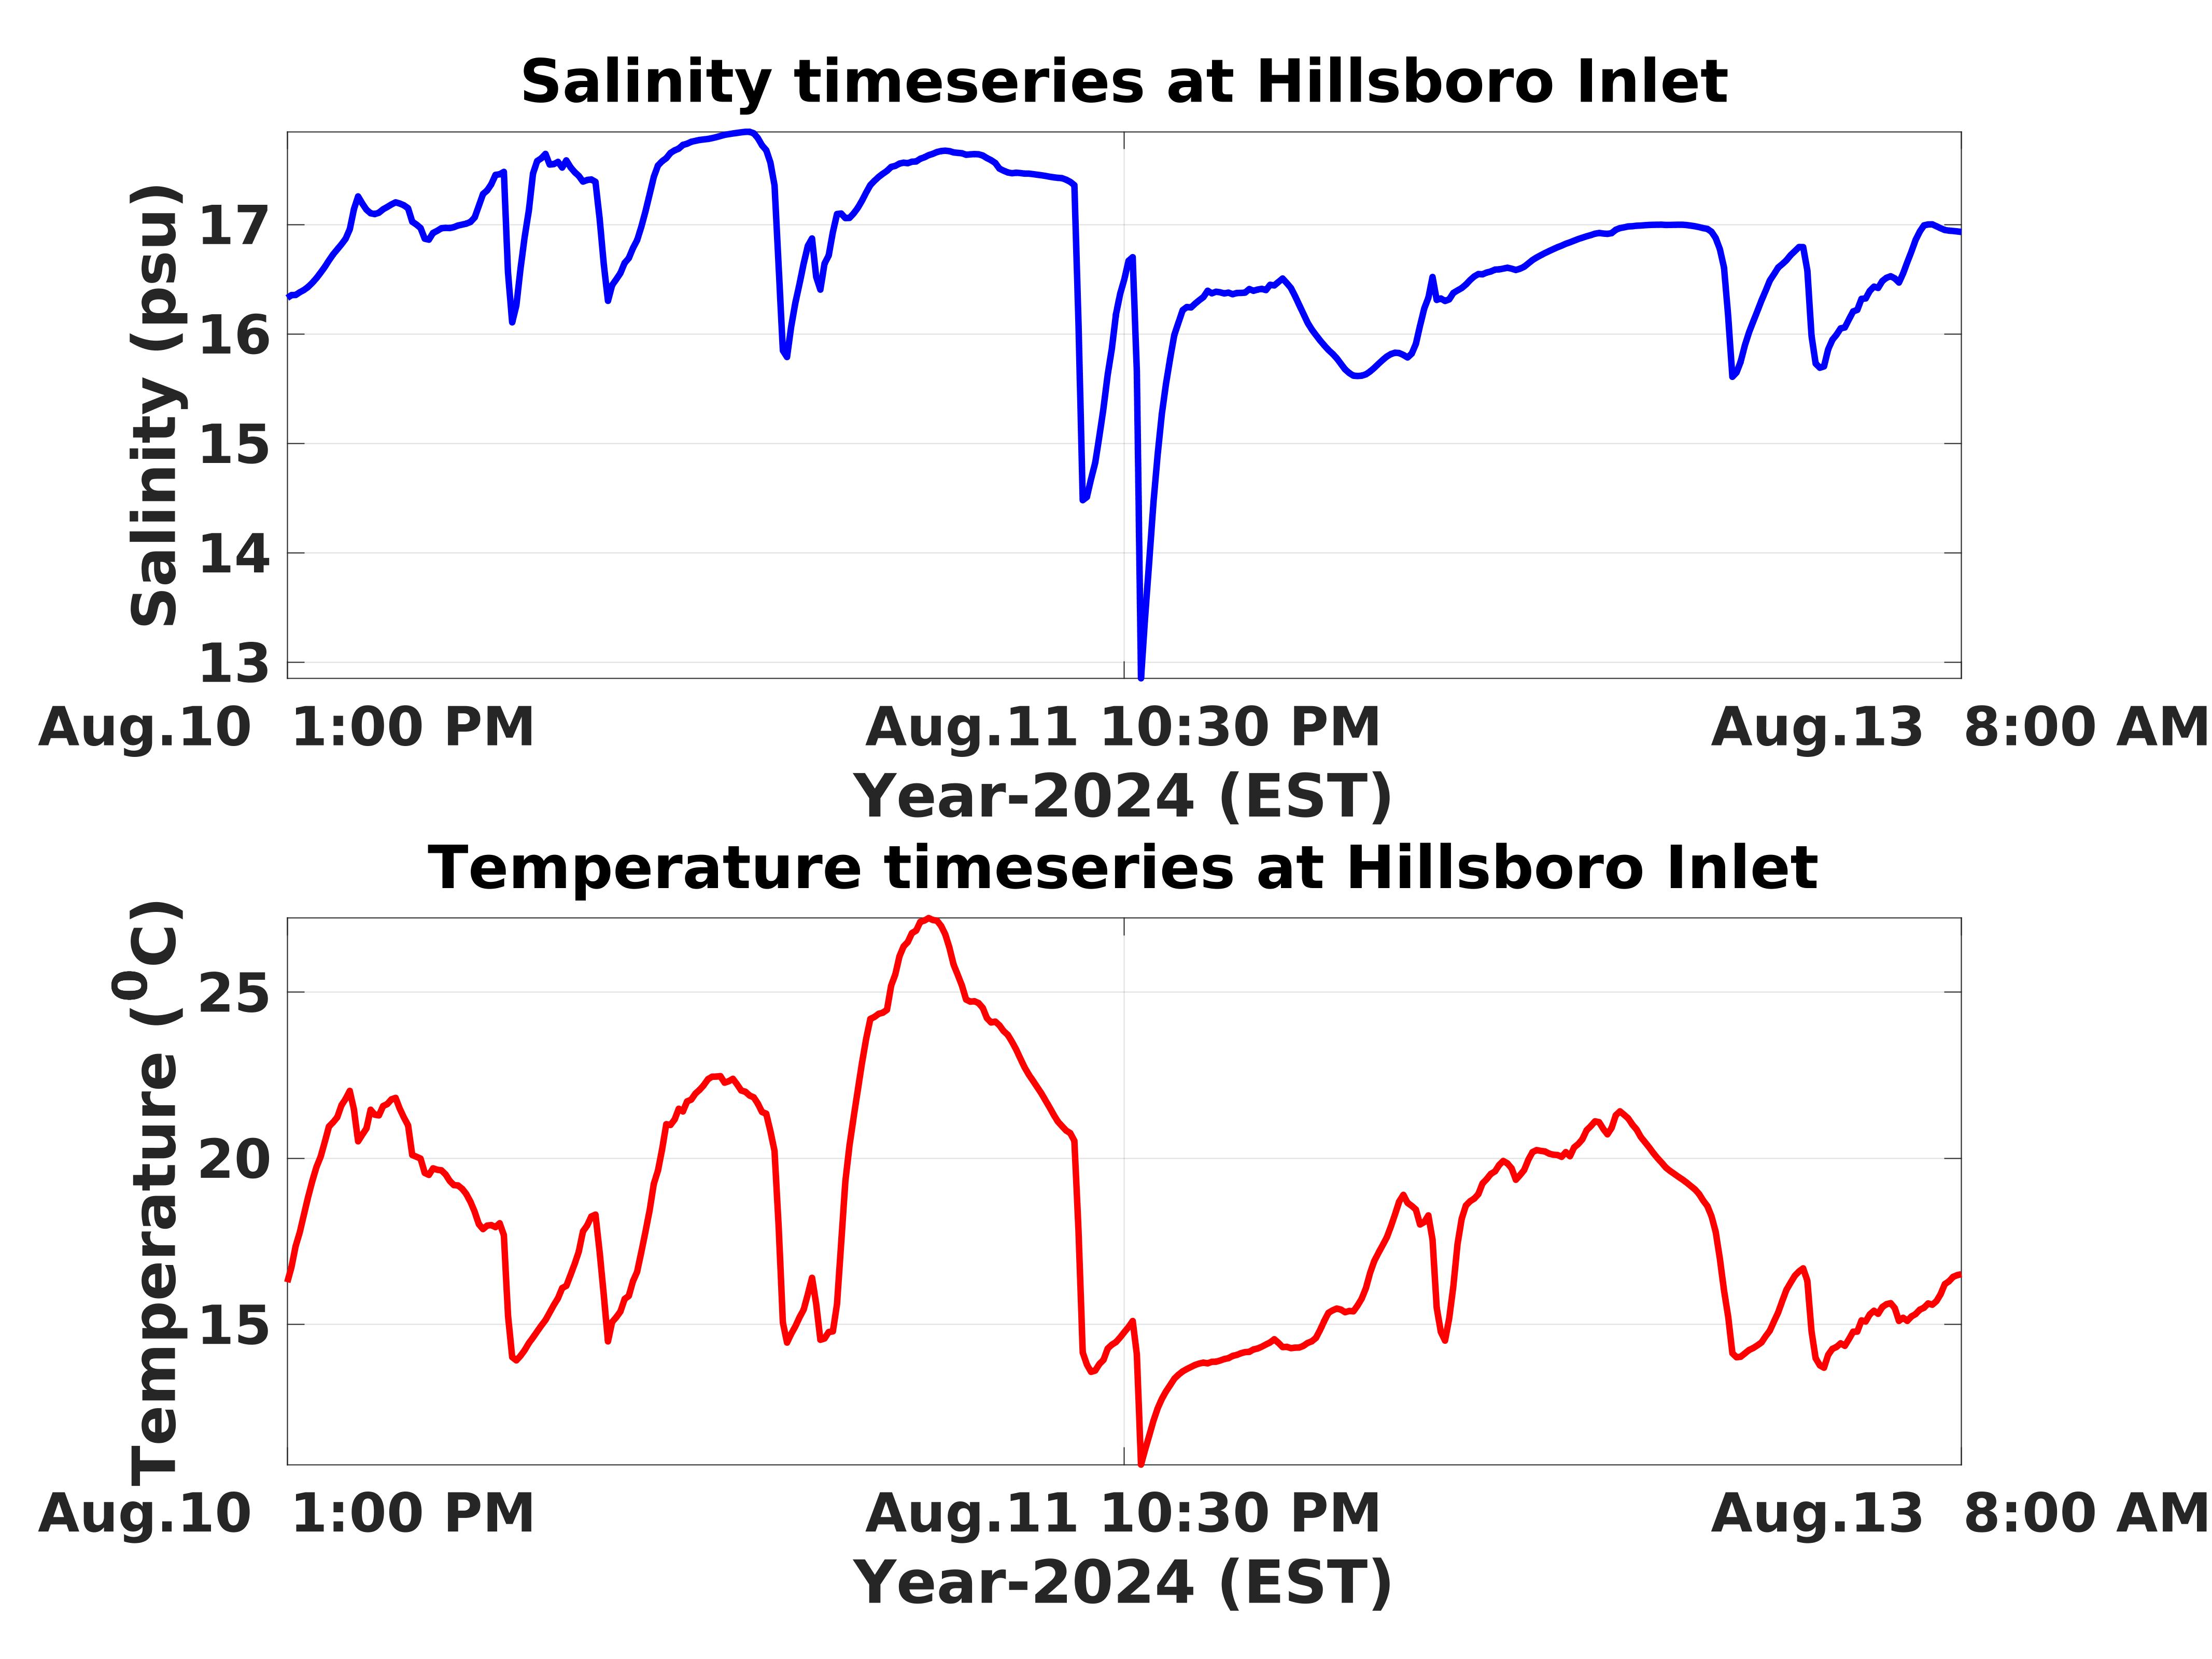 Salinity timeseries at Hillsboro Inlet
Salinity (psu)
17
16
15
14
13
Aug.10  1:00 PM
Aug.11 10:30 PM
Aug.13  8:00 AM
Year-2024 (EST)
Temperature timeseries at Hillsboro Inlet
Temperature (⁰C)
25
20
15
Aug.10  1:00 PM
Aug.11 10:30 PM
Aug.13  8:00 AM
Year-2024 (EST)